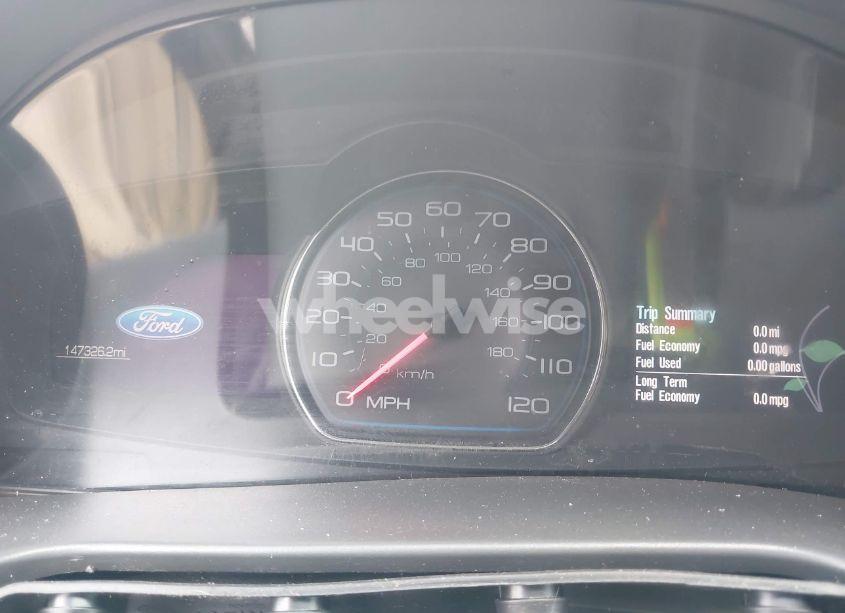 Ford
147326.2mi
0 10 20 30 40 50 60 70 80 90 100 110 120
0 20 40 60 80 100 120 140 160 180
km/h
MPH
wheelwise
Trip Summary
Distance 0.0 mi
Fuel Economy 0.0 mpg
Fuel Used 0.00 gallons
Long Term
Fuel Economy 0.0 mpg